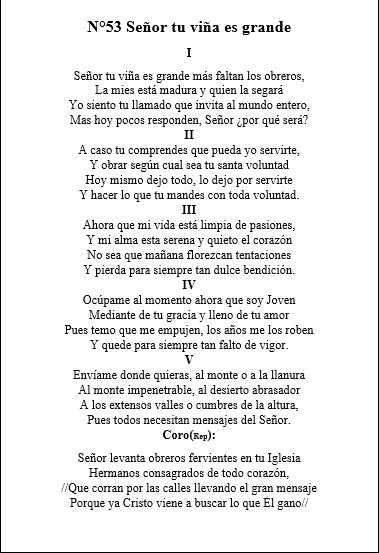 N°53 Señor tu viña es grande
I
Señor tu viña es grande más faltan los obreros,
La mies está madura y quien la segará
Yo siento tu llamado que invita al mundo entero,
Mas hoy pocos responden, Señor ¿por qué será?
II
A caso tu comprendes que pueda yo servirte,
Y obrar según cual sea tu santa voluntad
Hoy mismo dejo todo, lo dejo por servirte
Y hacer lo que tu mandes con toda voluntad.
III
Ahora que mi vida está limpia de pasiones,
Y mi alma esta serena y quieto el corazón
No sea que mañana florezcan tentaciones
Y pierda para siempre tan dulce bendición.
IV
Ocúpame al momento ahora que soy Joven
Mediante de tu gracia y lleno de tu amor
Pues temo que me empujen, los años me los roben
Y quede para siempre tan falto de vigor.
V
Envíame donde quieras, al monte o a la llanura
Al monte impenetrable, al desierto abrasador
A los extensos valles o cumbres de la altura,
Pues todos necesitan mensajes del Señor.
Coro(Rep):
Señor levanta obreros fervientes en tu Iglesia
Hermanos consagrados de todo corazón,
//Que corran por las calles llevando el gran mensaje
Porque ya Cristo viene a buscar lo que Él gano//